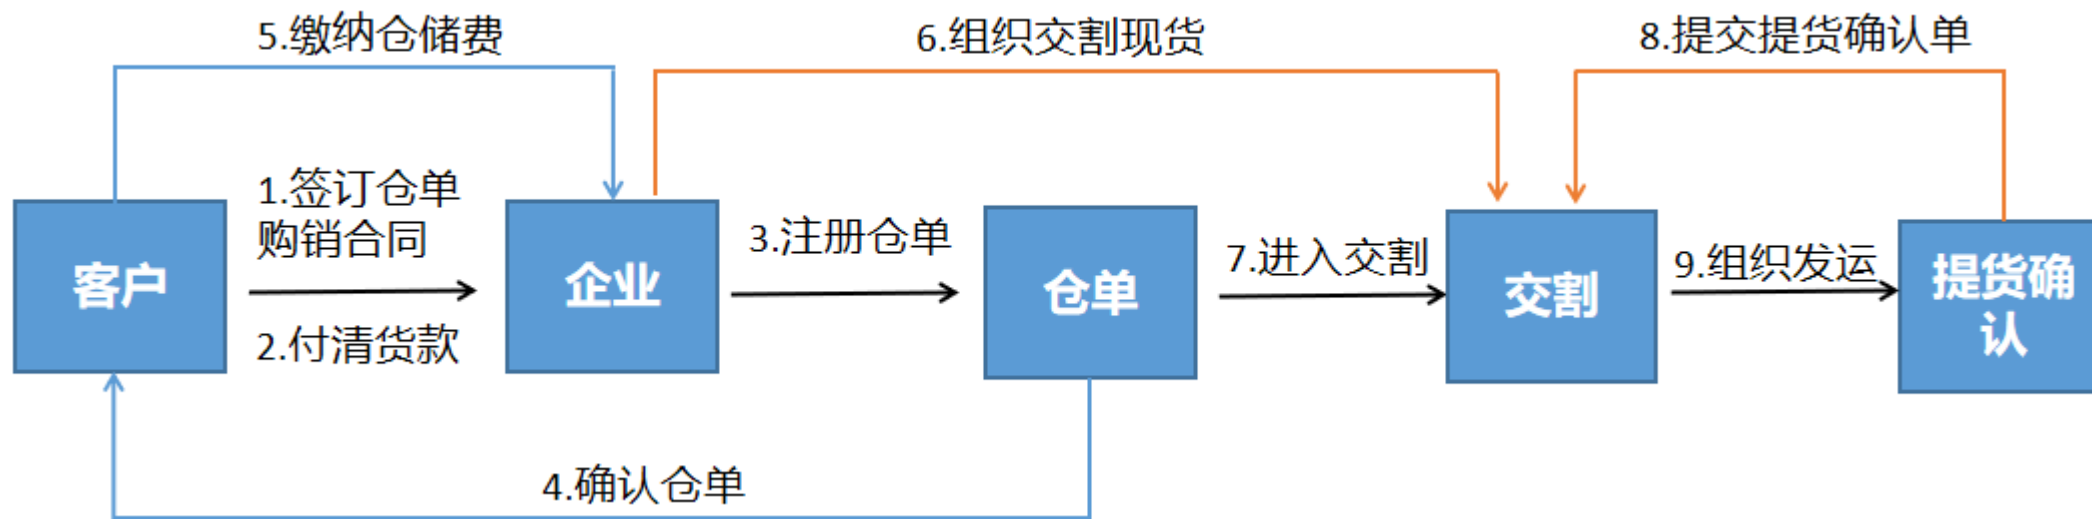 5.缴纳仓储费
6.组织交割现货
8.提交提货确认单
1.签订仓单
购销合同
2.付清货款
3.注册仓单
7.进入交割
9.组织发运
客户
企业
仓单
交割
提货确
认
4.确认仓单